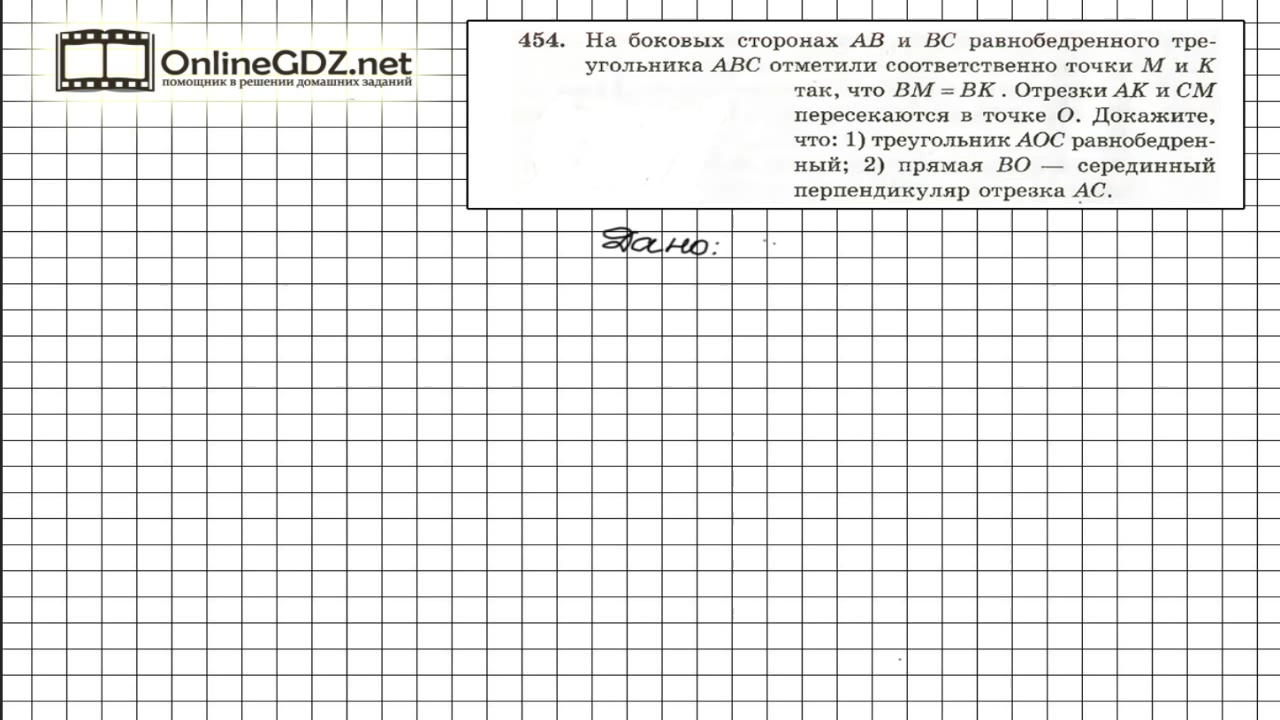 OnlineGDZ.net
помощник в решении домашних заданий
454. На боковых сторонах AB и BC равнобедренного тре-
угольника ABC отметили соответственно точки M и K
так, что BM = BK . Отрезки AK и CM
пересекаются в точке O. Докажите,
что: 1) треугольник AOC равнобедрен-
ный; 2) прямая BO — серединный
перпендикуляр отрезка AC.
Дано: